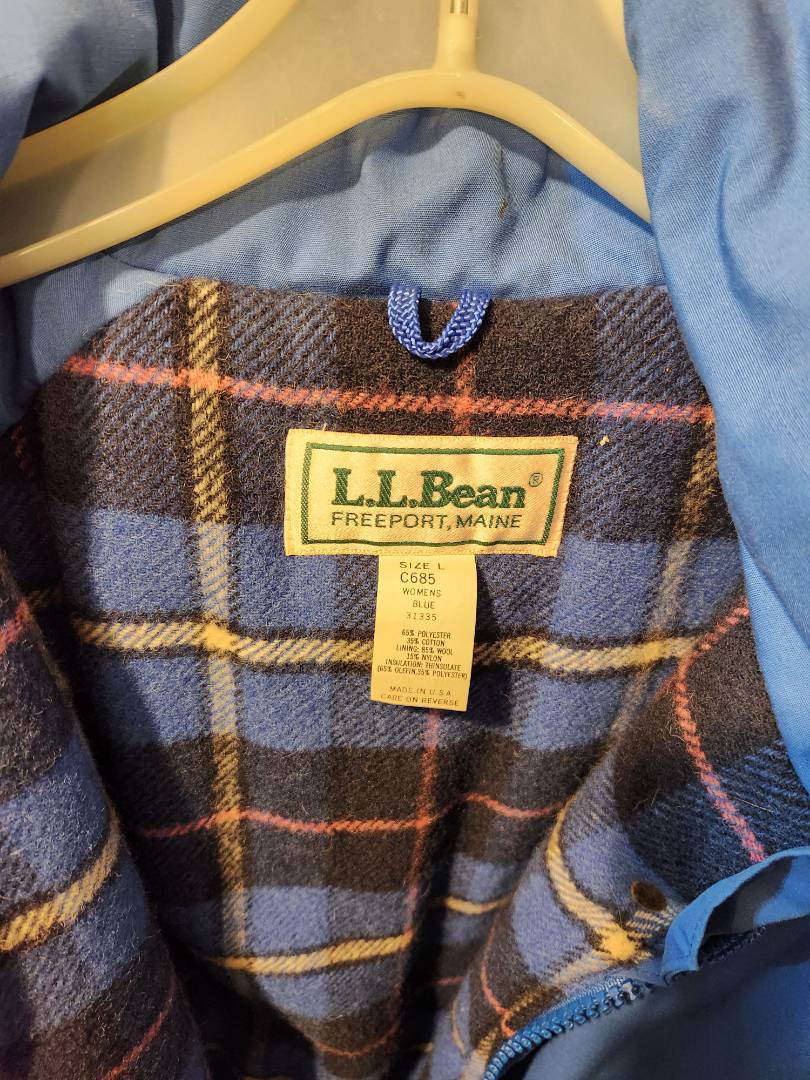 L.L.Bean®
FREEPORT, MAINE
SIZE L
C685
WOMENS
BLUE
31335
65% POLYESTER
35% COTTON
LINING: 85% WOOL
15% NYLON
INSULATION: THINSULATE
(65% OLEFIN, 35% POLYESTER)
MADE IN U.S.A.
CARE ON REVERSE